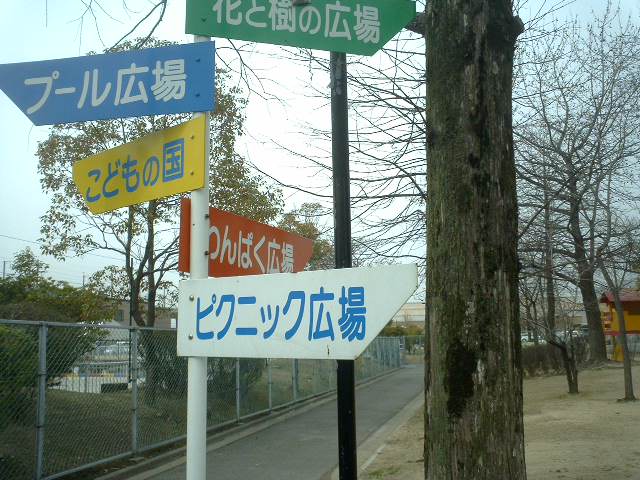 花と樹の広場
プール広場
こどもの国
わんぱく広場
ピクニック広場